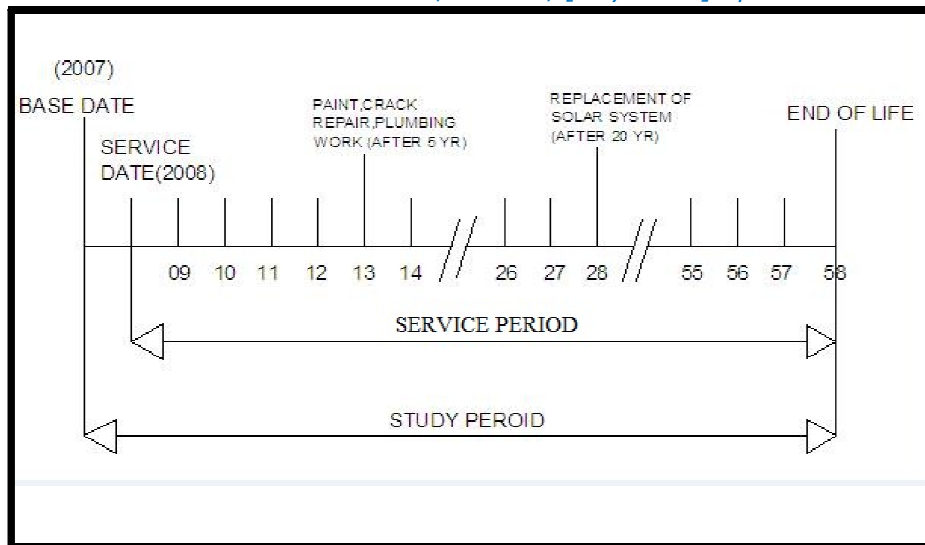 (2007)
BASE DATE
SERVICE
DATE(2008)
PAINT,CRACK
REPAIR,PLUMBING
WORK (AFTER 5 YR)
REPLACEMENT OF
SOLAR SYSTEM
(AFTER 20 YR)
END OF LIFE
09 10 11 12 13 14 26 27 28 55 56 57 58
SERVICE PERIOD
STUDY PEROID